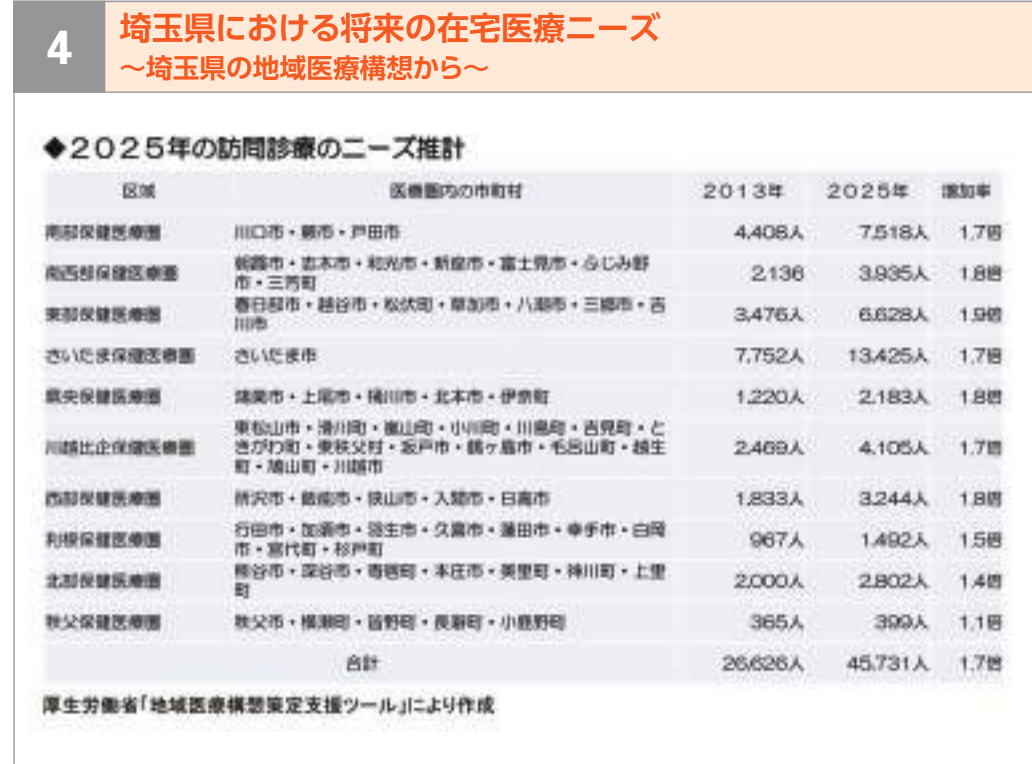 4
埼玉県における将来の在宅医療ニーズ
～埼玉県の地域医療構想から～
◆2025年の訪問診療のニーズ推計
区域 医療圏内の市町村 2013年 2025年 増加率
南部保健医療圏 川口市・蕨市・戸田市 4,408人 7,518人 1.7倍
南西部保健医療圏 朝霞市・志木市・和光市・新座市・富士見市・ふじみ野
市・三芳町 2,136 3,935人 1.8倍
東部保健医療圏 春日部市・越谷市・松伏町・草加市・八潮市・三郷市・吉
川市 3,476人 6,628人 1.9倍
さいたま保健医療圏 さいたま市 7,752人 13,425人 1.7倍
県央保健医療圏 鴻巣市・上尾市・桶川市・北本市・伊奈町 1,220人 2,183人 1.8倍
川越比企保健医療圏 東松山市・滑川町・嵐山町・小川町・川島町・吉見町・と
きがわ町・東秩父村・坂戸市・鶴ヶ島市・毛呂山町・越生
町・鳩山町・川越市 2,469人 4,105人 1.7倍
西部保健医療圏 所沢市・飯能市・狭山市・入間市・日高市 1,833人 3,244人 1.8倍
利根保健医療圏 行田市・加須市・羽生市・久喜市・蓮田市・幸手市・白岡
市・宮代町・杉戸町 967人 1,492人 1.5倍
北部保健医療圏 熊谷市・深谷市・寄居町・本庄市・美里町・神川町・上里
町 2,000人 2,802人 1.4倍
秩父保健医療圏 秩父市・横瀬町・皆野町・長瀞町・小鹿野町 365人 399人 1.1倍
合計 26,626人 45,731人 1.7倍
厚生労働省「地域医療構想策定支援ツール」により作成